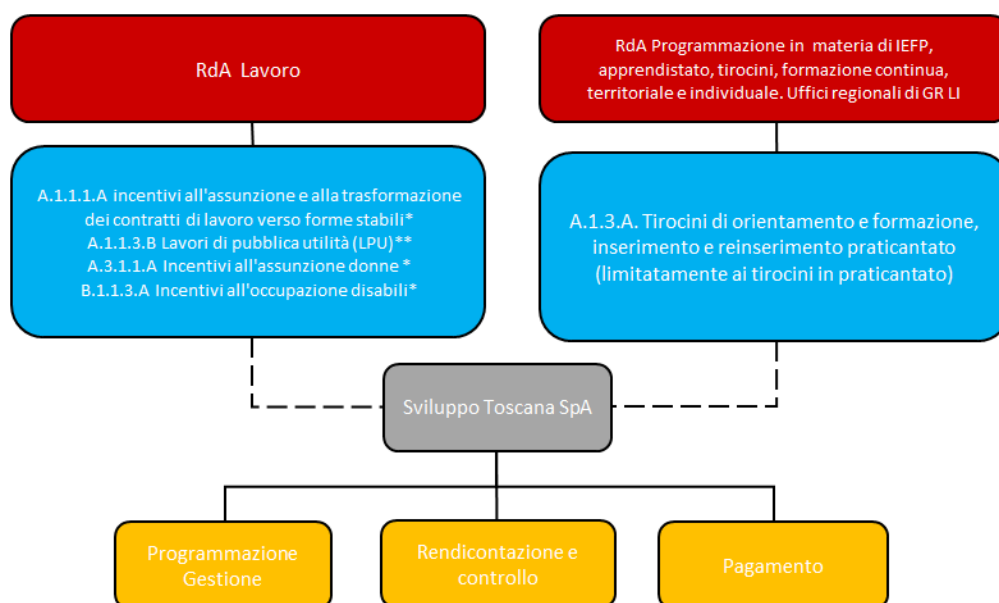 RdA Lavoro
RdA Programmazione in materia di IEFP,
apprendistato, tirocini, formazione continua,
territoriale e individuale. Uffici regionali di GR LI
A.1.1.1.A incentivi all'assunzione e alla trasformazione
dei contratti di lavoro verso forme stabili*
A.1.1.3.B Lavori di pubblica utilità (LPU)**
A.3.1.1.A Incentivi all'assunzione donne *
B.1.1.3.A Incentivi all'occupazione disabili*
A.1.3.A. Tirocini di orientamento e formazione,
inserimento e reinserimento praticantato
(limitatamente ai tirocini in praticantato)
Sviluppo Toscana SpA
Programmazione
Gestione
Rendicontazione e
controllo
Pagamento